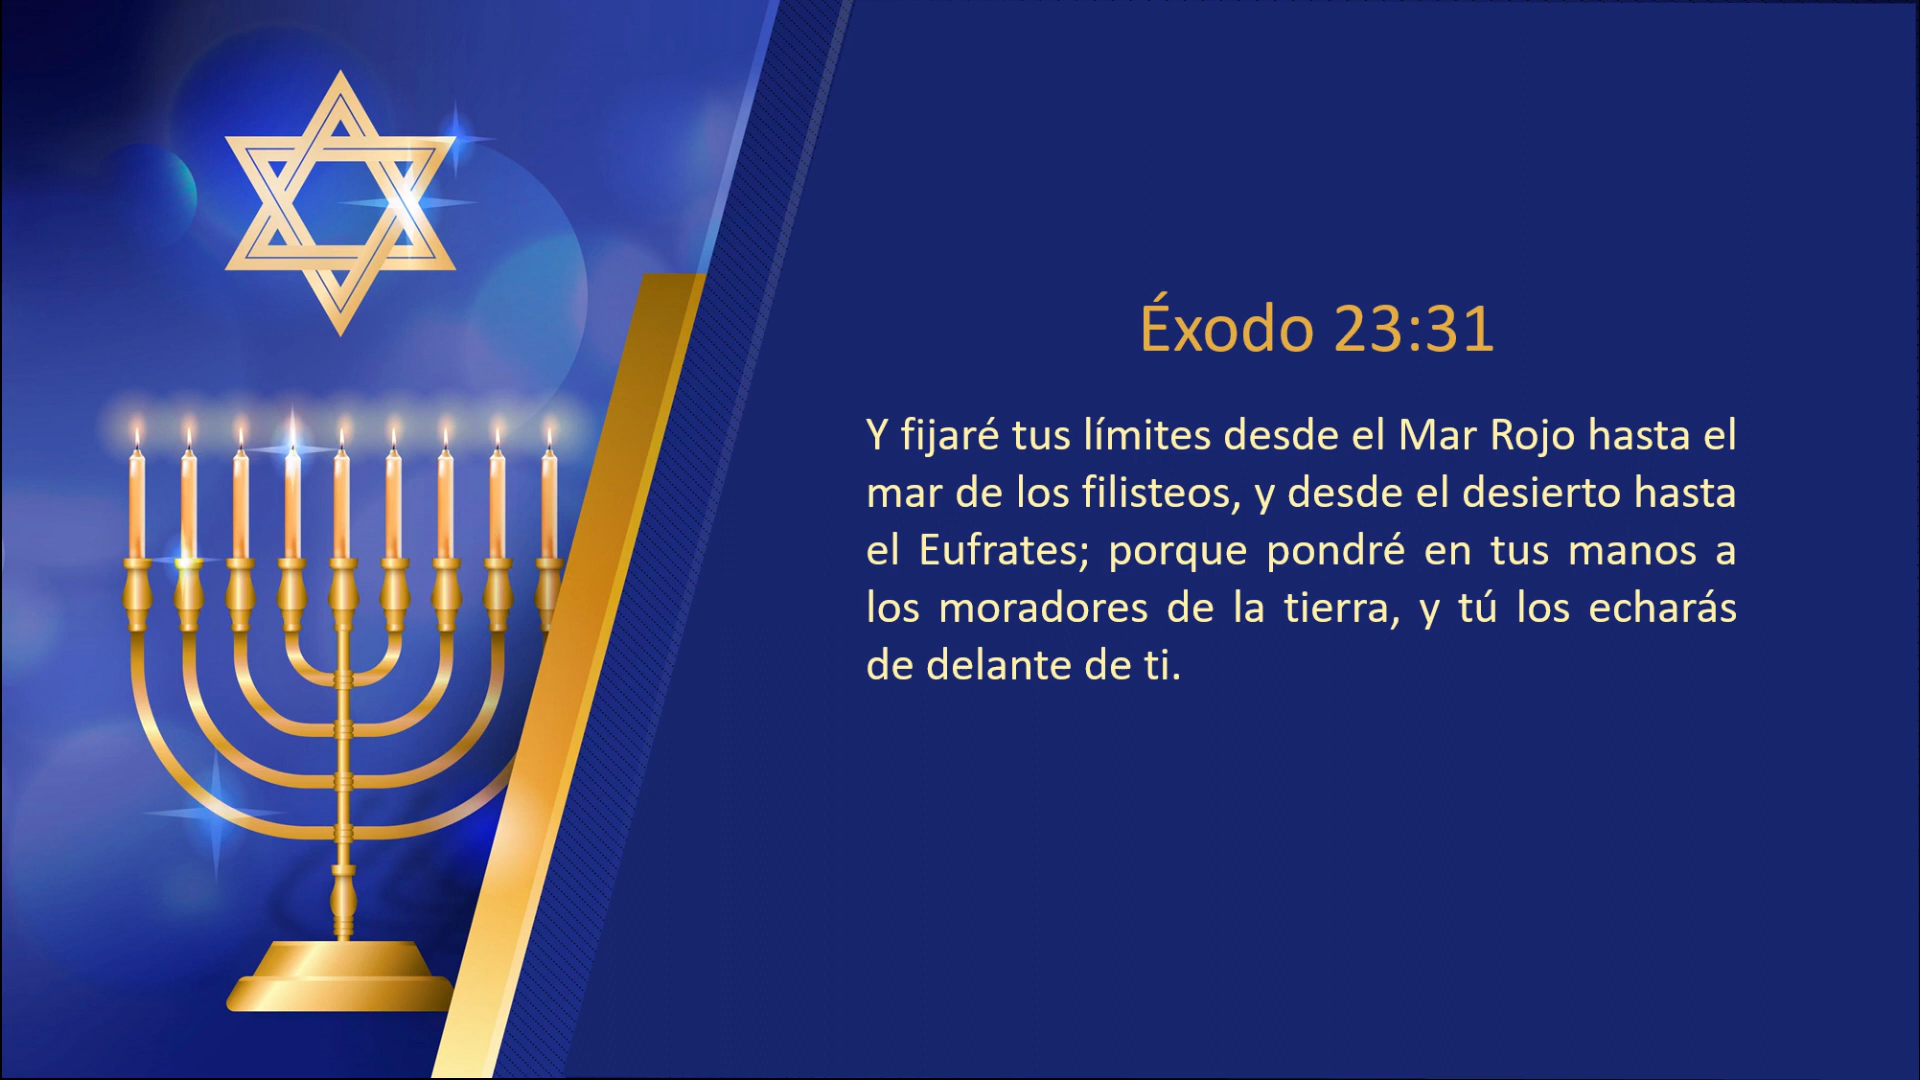 Éxodo 23:31
Y fijaré tus límites desde el Mar Rojo hasta el
mar de los filisteos, y desde el desierto hasta
el Eufrates; porque pondré en tus manos a
los moradores de la tierra, y tú los echarás
de delante de ti.